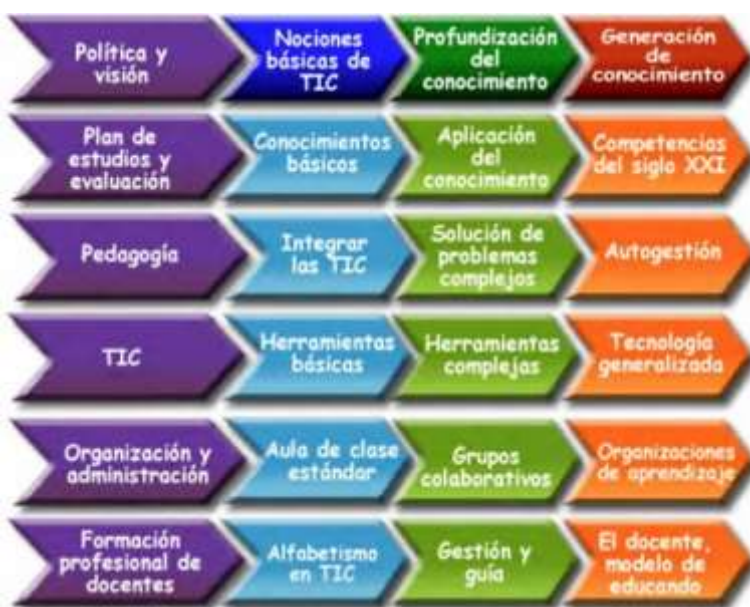 Política y
visión
Nociones
básicas de
TIC
Profundización
del
conocimiento
Generación
de
conocimiento
Plan de
estudios y
evaluación
Conocimientos
básicos
Aplicación
del
conocimiento
Competencias
del siglo XXI
Pedagogía
Integrar
las TIC
Solución de
problemas
complejos
Autogestión
TIC
Herramientas
básicas
Herramientas
complejas
Tecnología
generalizada
Organización y
administración
Aula de clase
estándar
Grupos
colaborativos
Organizaciones
de aprendizaje
Formación
profesional de
docentes
Alfabetismo
en TIC
Gestión y
guía
El docente,
modelo de
educando